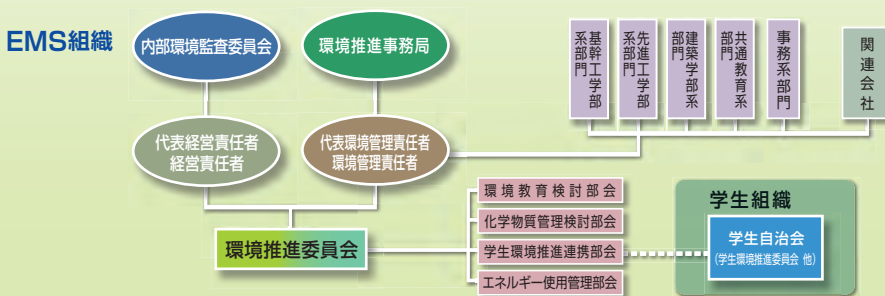 EMS組織
内部環境監査委員会
環境推進事務局
基幹工学部
系部門
先進工学部
系部門
建築学部系
部門
共通教育系
部門
事務系部門
関連会社
代表経営責任者
経営責任者
代表環境管理責任者
環境管理責任者
環境推進委員会
環境教育検討部会
化学物質管理検討部会
学生環境推進連携部会
エネルギー使用管理部会
学生組織
学生自治会
(学生環境推進委員会 他)